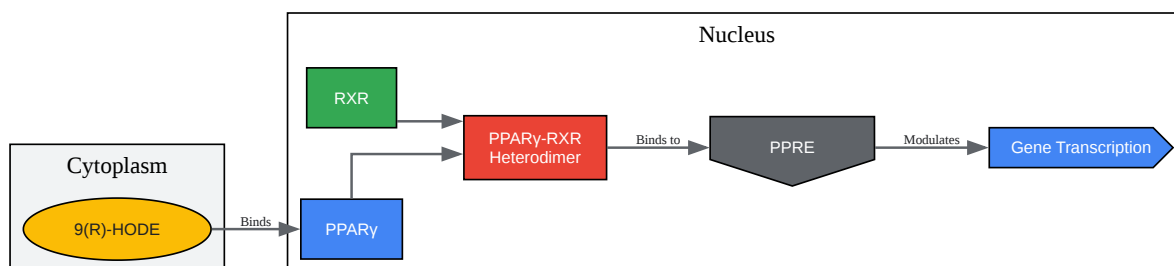 Nucleus
RXR
PPARγ-RXR
Heterodimer
Binds to
PPRE
Modulates
Gene Transcription
Cytoplasm
9(R)-HODE
Binds
PPARγ